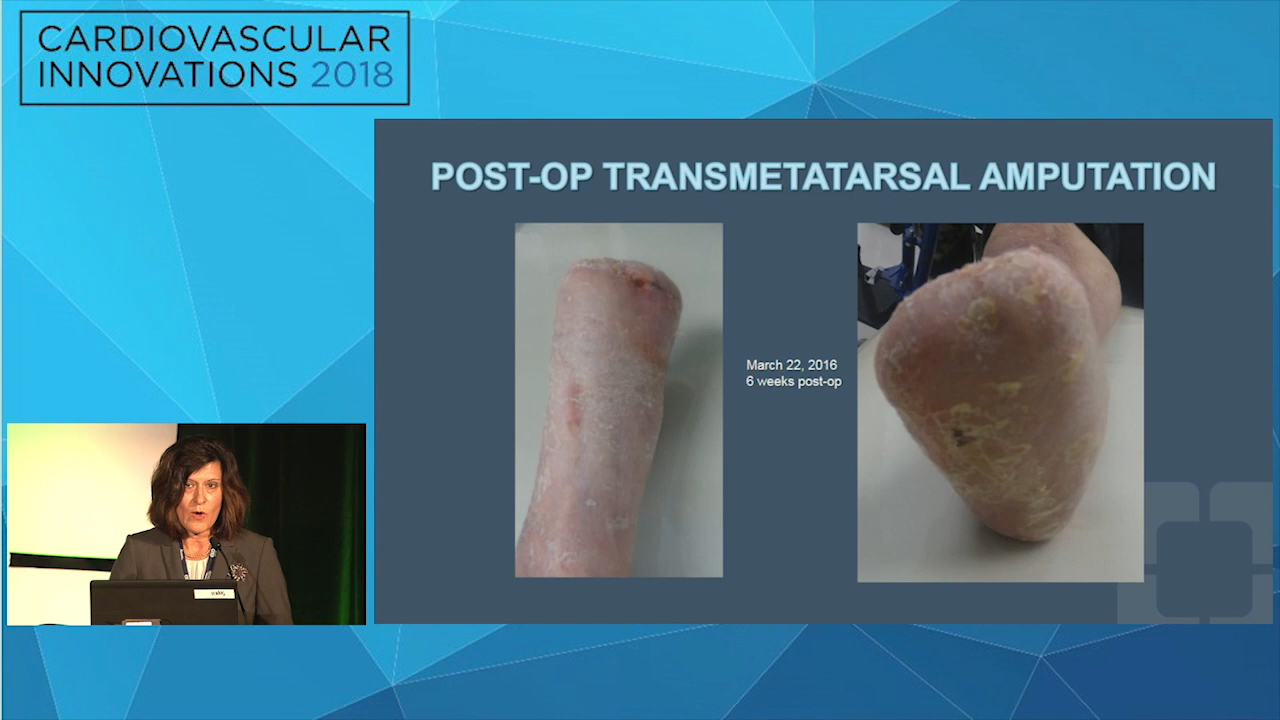 CARDIOVASCULAR
INNOVATIONS 2018
POST-OP TRANSMETATARSAL AMPUTATION
March 22, 2016
6 weeks post-op